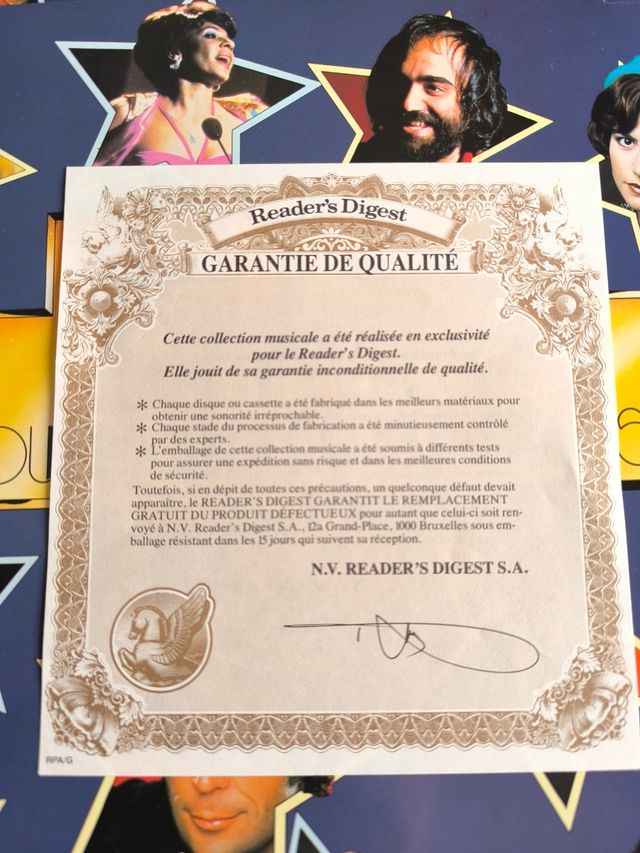 Reader's Digest
GARANTIE DE QUALITÉ
Cette collection musicale a été réalisée en exclusivité
pour le Reader's Digest.
Elle jouit de sa garantie inconditionnelle de qualité.
* Chaque disque ou cassette a été fabriqué dans les meilleurs matériaux pour
obtenir une sonorité irréprochable.
* Chaque stade du processus de fabrication a été minutieusement contrôlé
par des experts.
* L'emballage de cette collection musicale a été soumis à différents tests
pour assurer une expédition sans risque et dans les meilleures conditions
de sécurité.
Toutefois, si en dépit de toutes ces précautions, un quelconque défaut devait
apparaître, le READER'S DIGEST GARANTIT LE REMPLACEMENT
GRATUIT DU PRODUIT DÉFECTUEUX pour autant que celui-ci soit ren-
voyé à N.V. Reader's Digest S.A., 12a Grand-Place, 1000 Bruxelles sous em-
ballage résistant dans les 15 jours qui suivent sa réception.
N.V. READER'S DIGEST S.A.
RPA/G